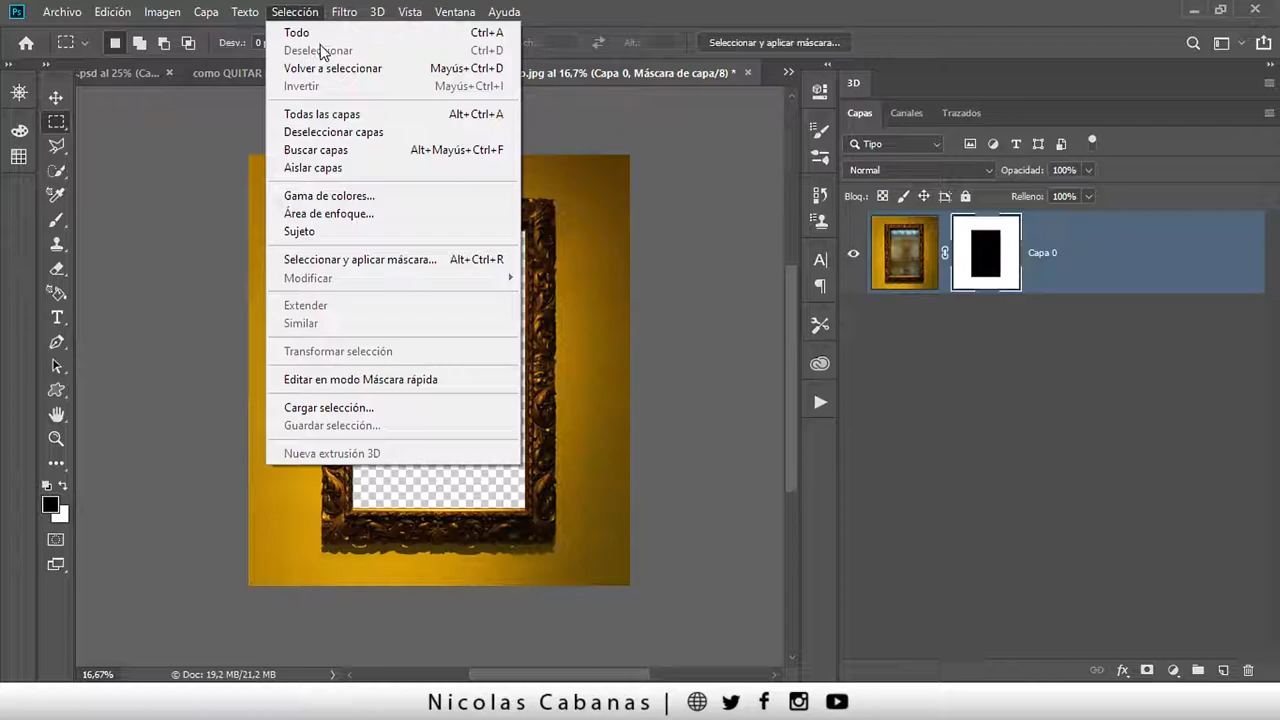 Ps Archivo Edición Imagen Capa Texto Selección Filtro 3D Vista Ventana Ayuda
Desv.: 0 p Alt.: Seleccionar y aplicar máscara...
.psd al 25% (Ca... × como QUITAR o.jpg al 16,7% (Capa 0, Máscara de capa/8) * ×
Todo Ctrl+A
Deseleccionar Ctrl+D
Volver a seleccionar Mayús+Ctrl+D
Invertir Mayús+Ctrl+I
Todas las capas Alt+Ctrl+A
Deseleccionar capas
Buscar capas Alt+Mayús+Ctrl+F
Aislar capas
Gama de colores...
Área de enfoque...
Sujeto
Seleccionar y aplicar máscara... Alt+Ctrl+R
Modificar
Extender
Similar
Transformar selección
Editar en modo Máscara rápida
Cargar selección...
Guardar selección...
Nueva extrusión 3D
3D
Capas Canales Trazados
Tipo
Normal Opacidad: 100%
Bloq.: Relleno: 100%
Capa 0
16,67% Doc: 19,2 MB/21,2 MB
Nicolas Cabanas |